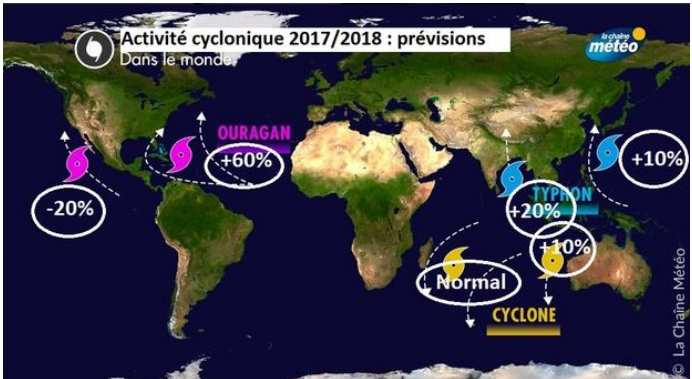 Activité cyclonique 2017/2018 : prévisions
Dans le monde
la chaîne
météo
OURAGAN
+60%
+10%
-20%
TYPHON
+20%
+10%
Normal
CYCLONE
© La Chaîne Météo